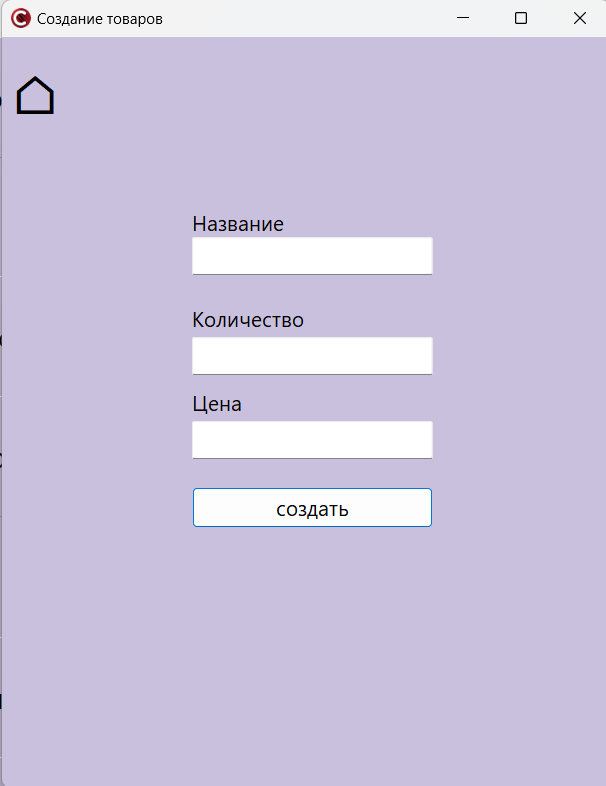 Создание товаров
Название
Количество
Цена
создать